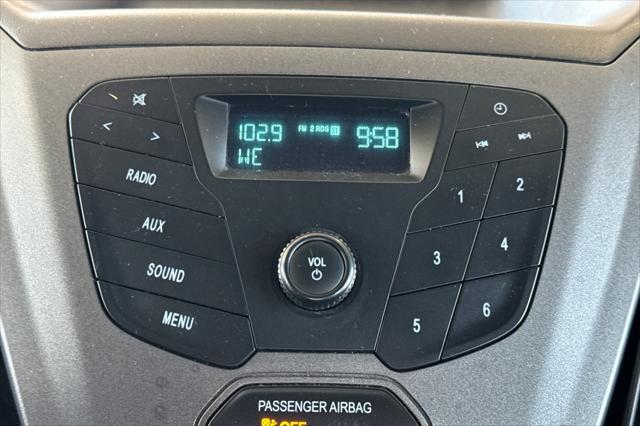 102.9 FM 2 RDS 9:58
WE
RADIO
AUX
SOUND
MENU
VOL
1
2
3
4
5
6
PASSENGER AIRBAG
OFF